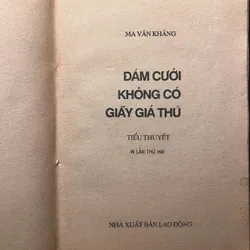 MA VĂN KHÁNG
ĐÁM CƯỚI
KHÔNG CÓ
GIẤY GIÁ THÚ
TIỂU THUYẾT
IN LẦN THỨ HAI
NHÀ XUẤT BẢN LAO ĐỘNG